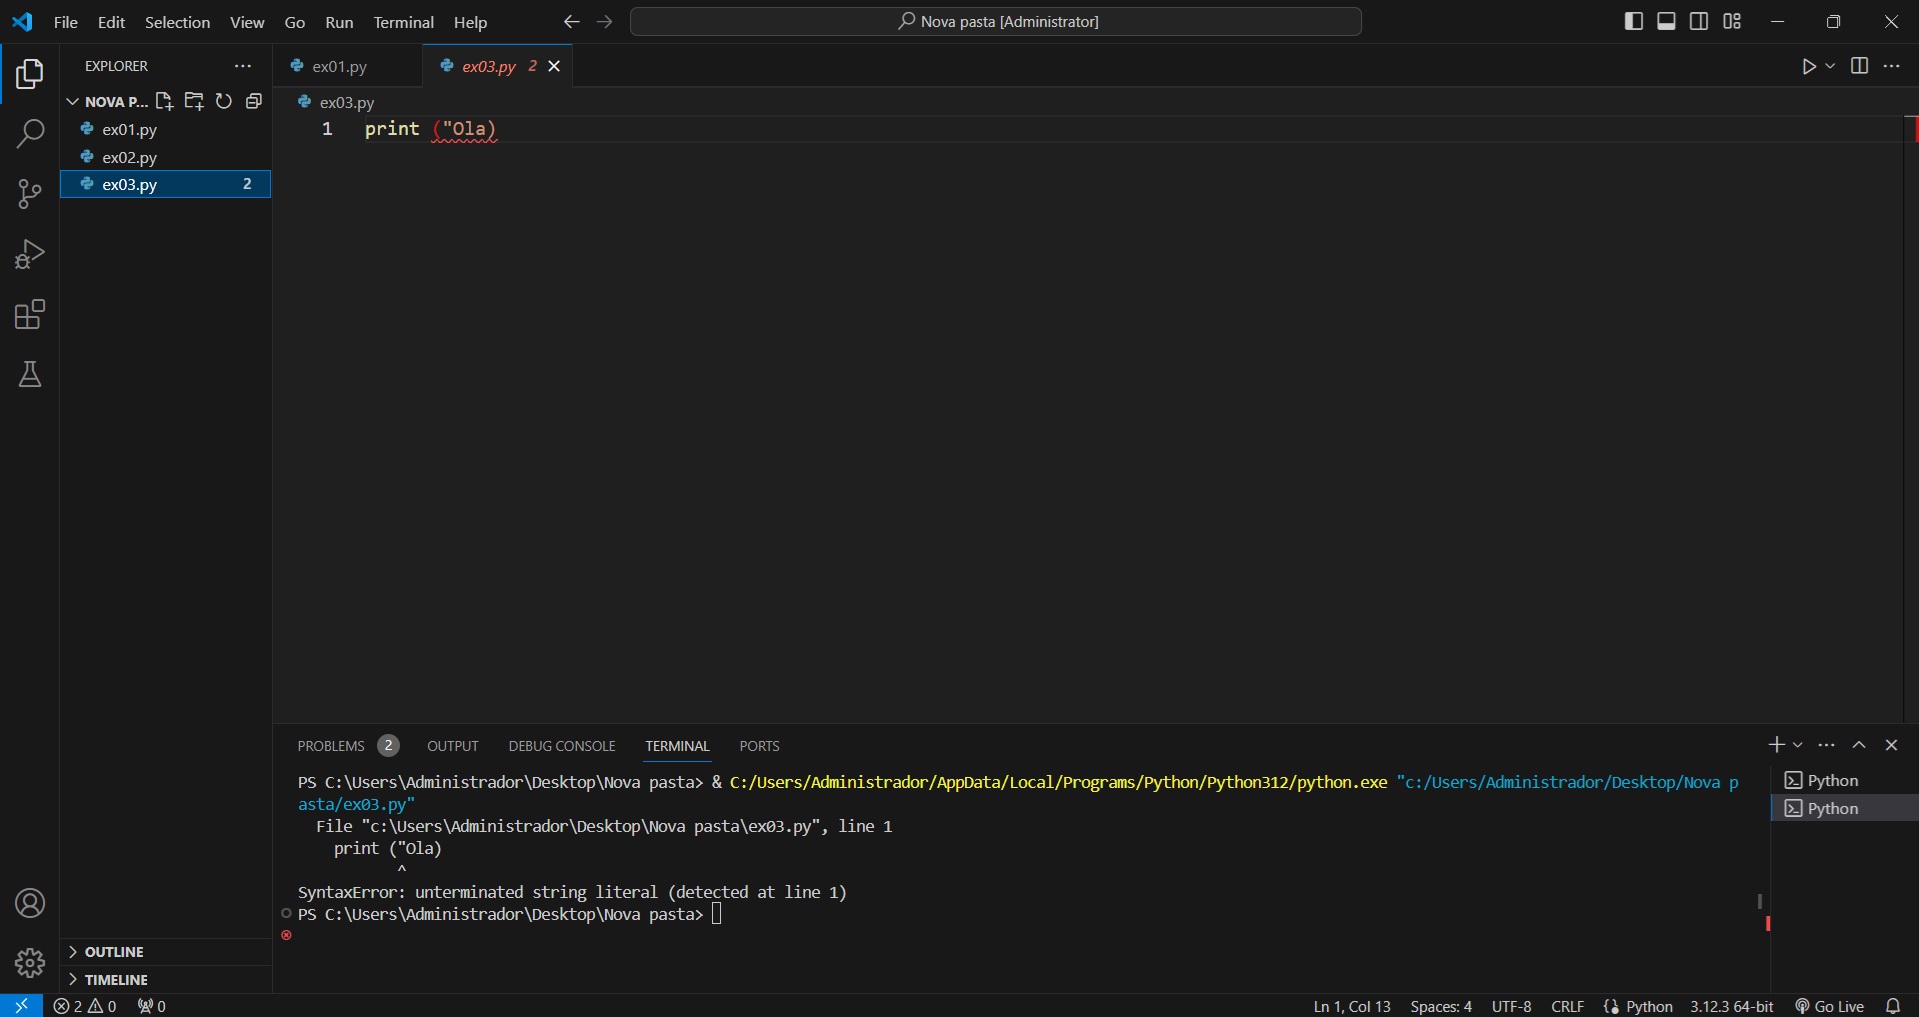 File Edit Selection View Go Run Terminal Help
Nova pasta [Administrator]
EXPLORER
NOVA P...
ex01.py
ex02.py
ex03.py 2
OUTLINE
TIMELINE
ex01.py
ex03.py 2
ex03.py
1 print ("Ola)
PROBLEMS 2 OUTPUT DEBUG CONSOLE TERMINAL PORTS
PS C:\Users\Administrador\Desktop\Nova pasta> & C:/Users/Administrador/AppData/Local/Programs/Python/Python312/python.exe "c:/Users/Administrador/Desktop/Nova p
asta/ex03.py"
File "c:\Users\Administrador\Desktop\Nova pasta\ex03.py", line 1
print ("Ola)
^
SyntaxError: unterminated string literal (detected at line 1)
PS C:\Users\Administrador\Desktop\Nova pasta>
Python
Python
2 0 0
Ln 1, Col 13 Spaces: 4 UTF-8 CRLF Python 3.12.3 64-bit Go Live